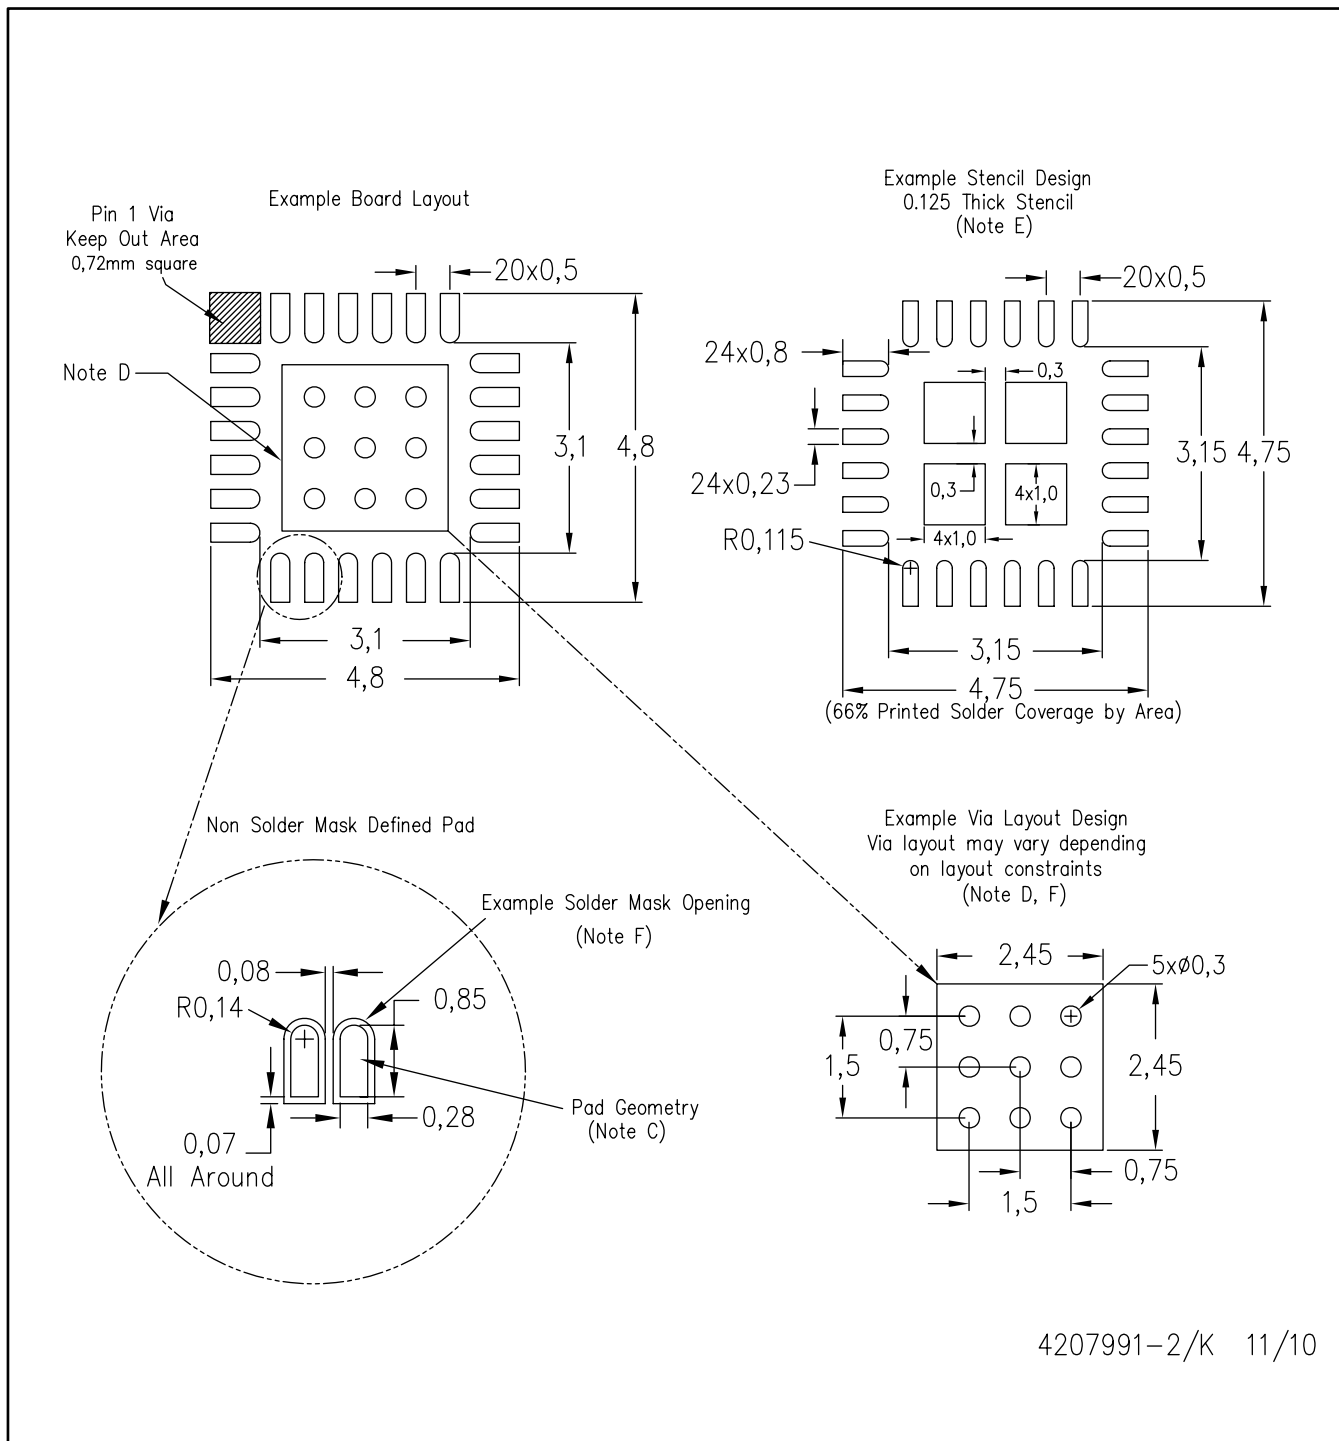 Example Board Layout
Pin 1 Via
Keep Out Area
0,72mm square
20x0,5
Note D
3,1
4,8
3,1
4,8
Example Stencil Design
0.125 Thick Stencil
(Note E)
20x0,5
24x0,8
0,3
3,15
4,75
24x0,23
0,3
4x1,0
R0,115
4x1,0
3,15
4,75
(66% Printed Solder Coverage by Area)
Non Solder Mask Defined Pad
Example Solder Mask Opening
(Note F)
0,08
R0,14
0,85
Pad Geometry
(Note C)
0,28
0,07
All Around
Example Via Layout Design
Via layout may vary depending
on layout constraints
(Note D, F)
2,45
5xø0,3
0,75
1,5
2,45
0,75
1,5
4207991-2/K 11/10